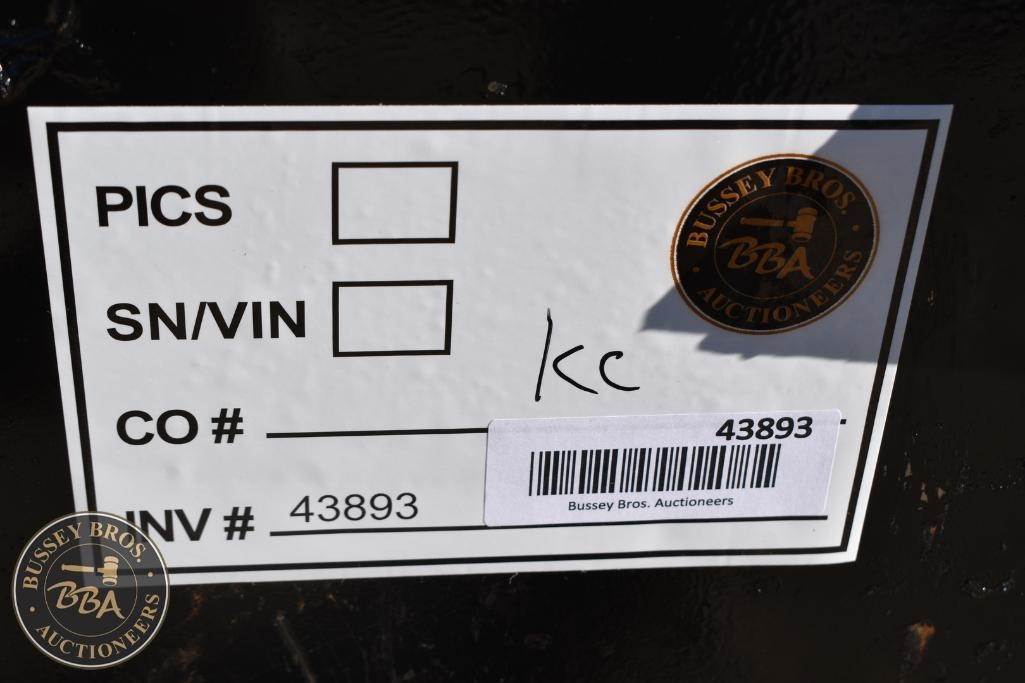 PICS
BUSSEY BROS.
BBA
AUCTIONEERS
SN/VIN
KC
CO #
43893
Bussey Bros. Auctioneers
INV # 43893
BUSSEY BROS.
BBA
AUCTIONEERS